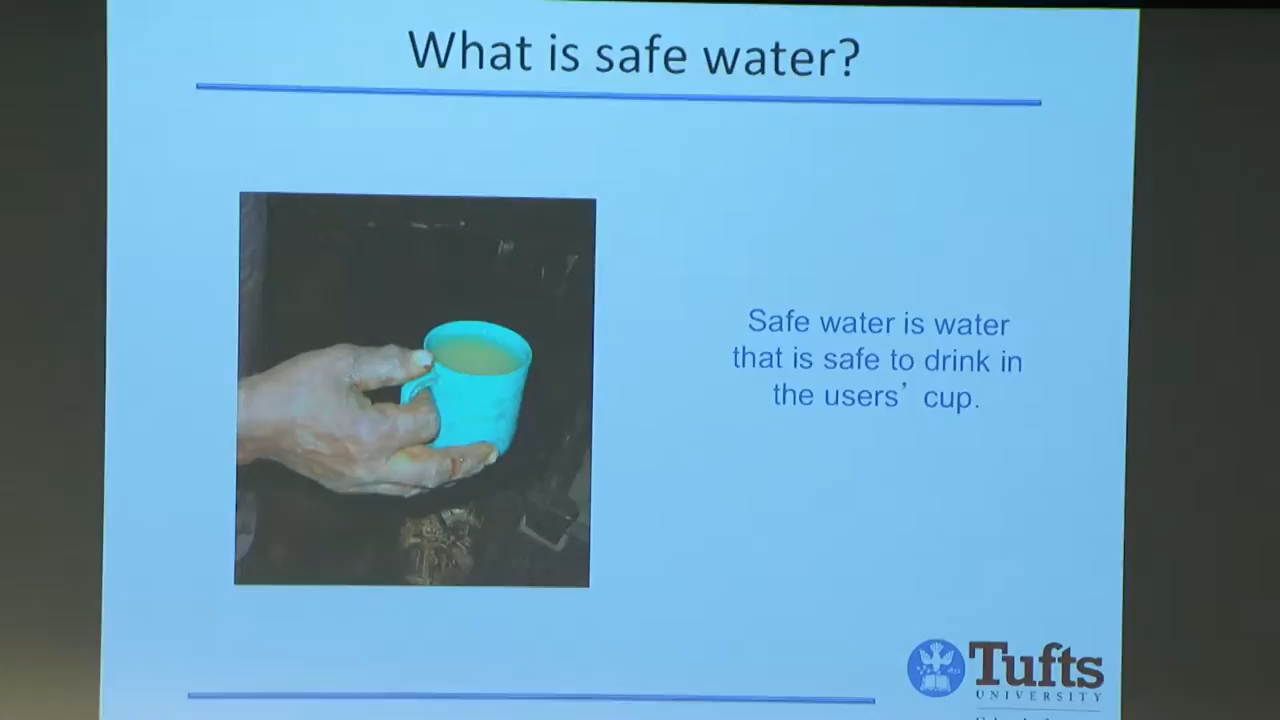 What is safe water?
Safe water is water
that is safe to drink in
the users’ cup.
Tufts
UNIVERSITY